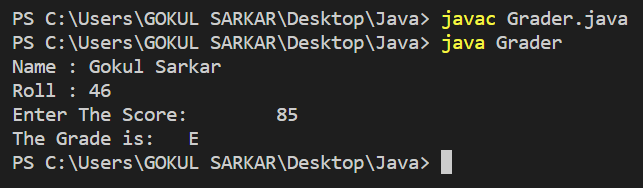 PS C:\Users\GOKUL SARKAR\Desktop\Java> javac Grader.java
PS C:\Users\GOKUL SARKAR\Desktop\Java> java Grader
Name : Gokul Sarkar
Roll : 46
Enter The Score:        85
The Grade is:   E
PS C:\Users\GOKUL SARKAR\Desktop\Java>